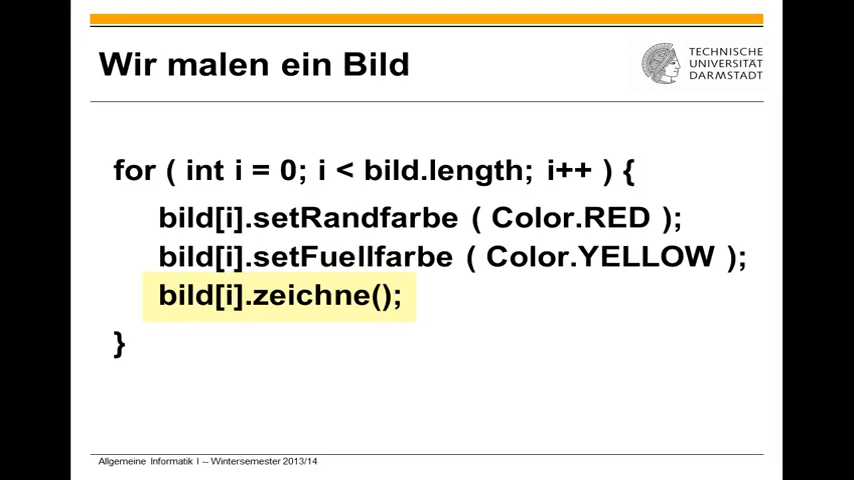 Wir malen ein Bild
TECHNISCHE
UNIVERSITÄT
DARMSTADT
for ( int i = 0; i < bild.length; i++ ) {
bild[i].setRandfarbe ( Color.RED );
bild[i].setFuellfarbe ( Color.YELLOW );
bild[i].zeichne();
}
Allgemeine Informatik I -- Wintersemester 2013/14